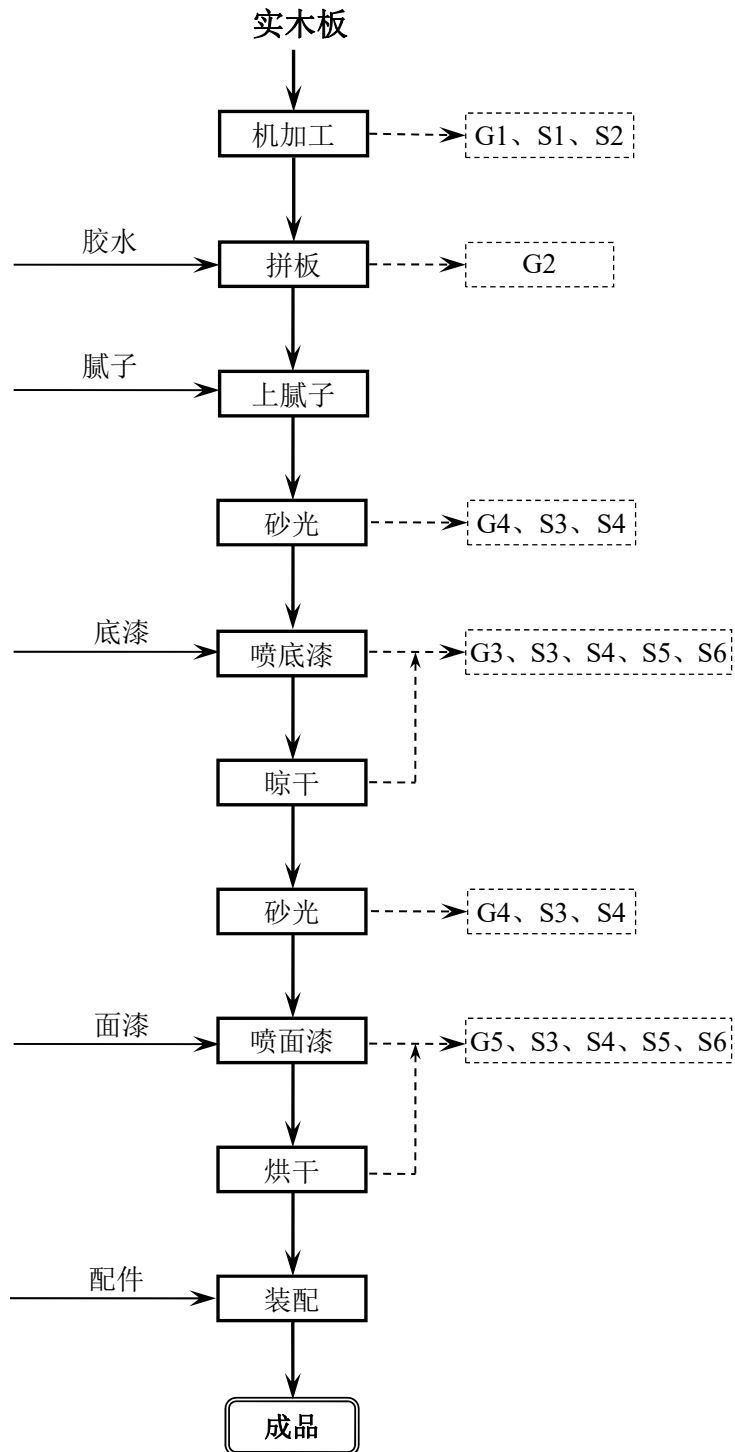 实木板
机加工
G1、S1、S2
胶水
拼板
G2
腻子
上腻子
砂光
G4、S3、S4
底漆
喷底漆
G3、S3、S4、S5、S6
晾干
砂光
G4、S3、S4
面漆
喷面漆
G5、S3、S4、S5、S6
烘干
配件
装配
成品